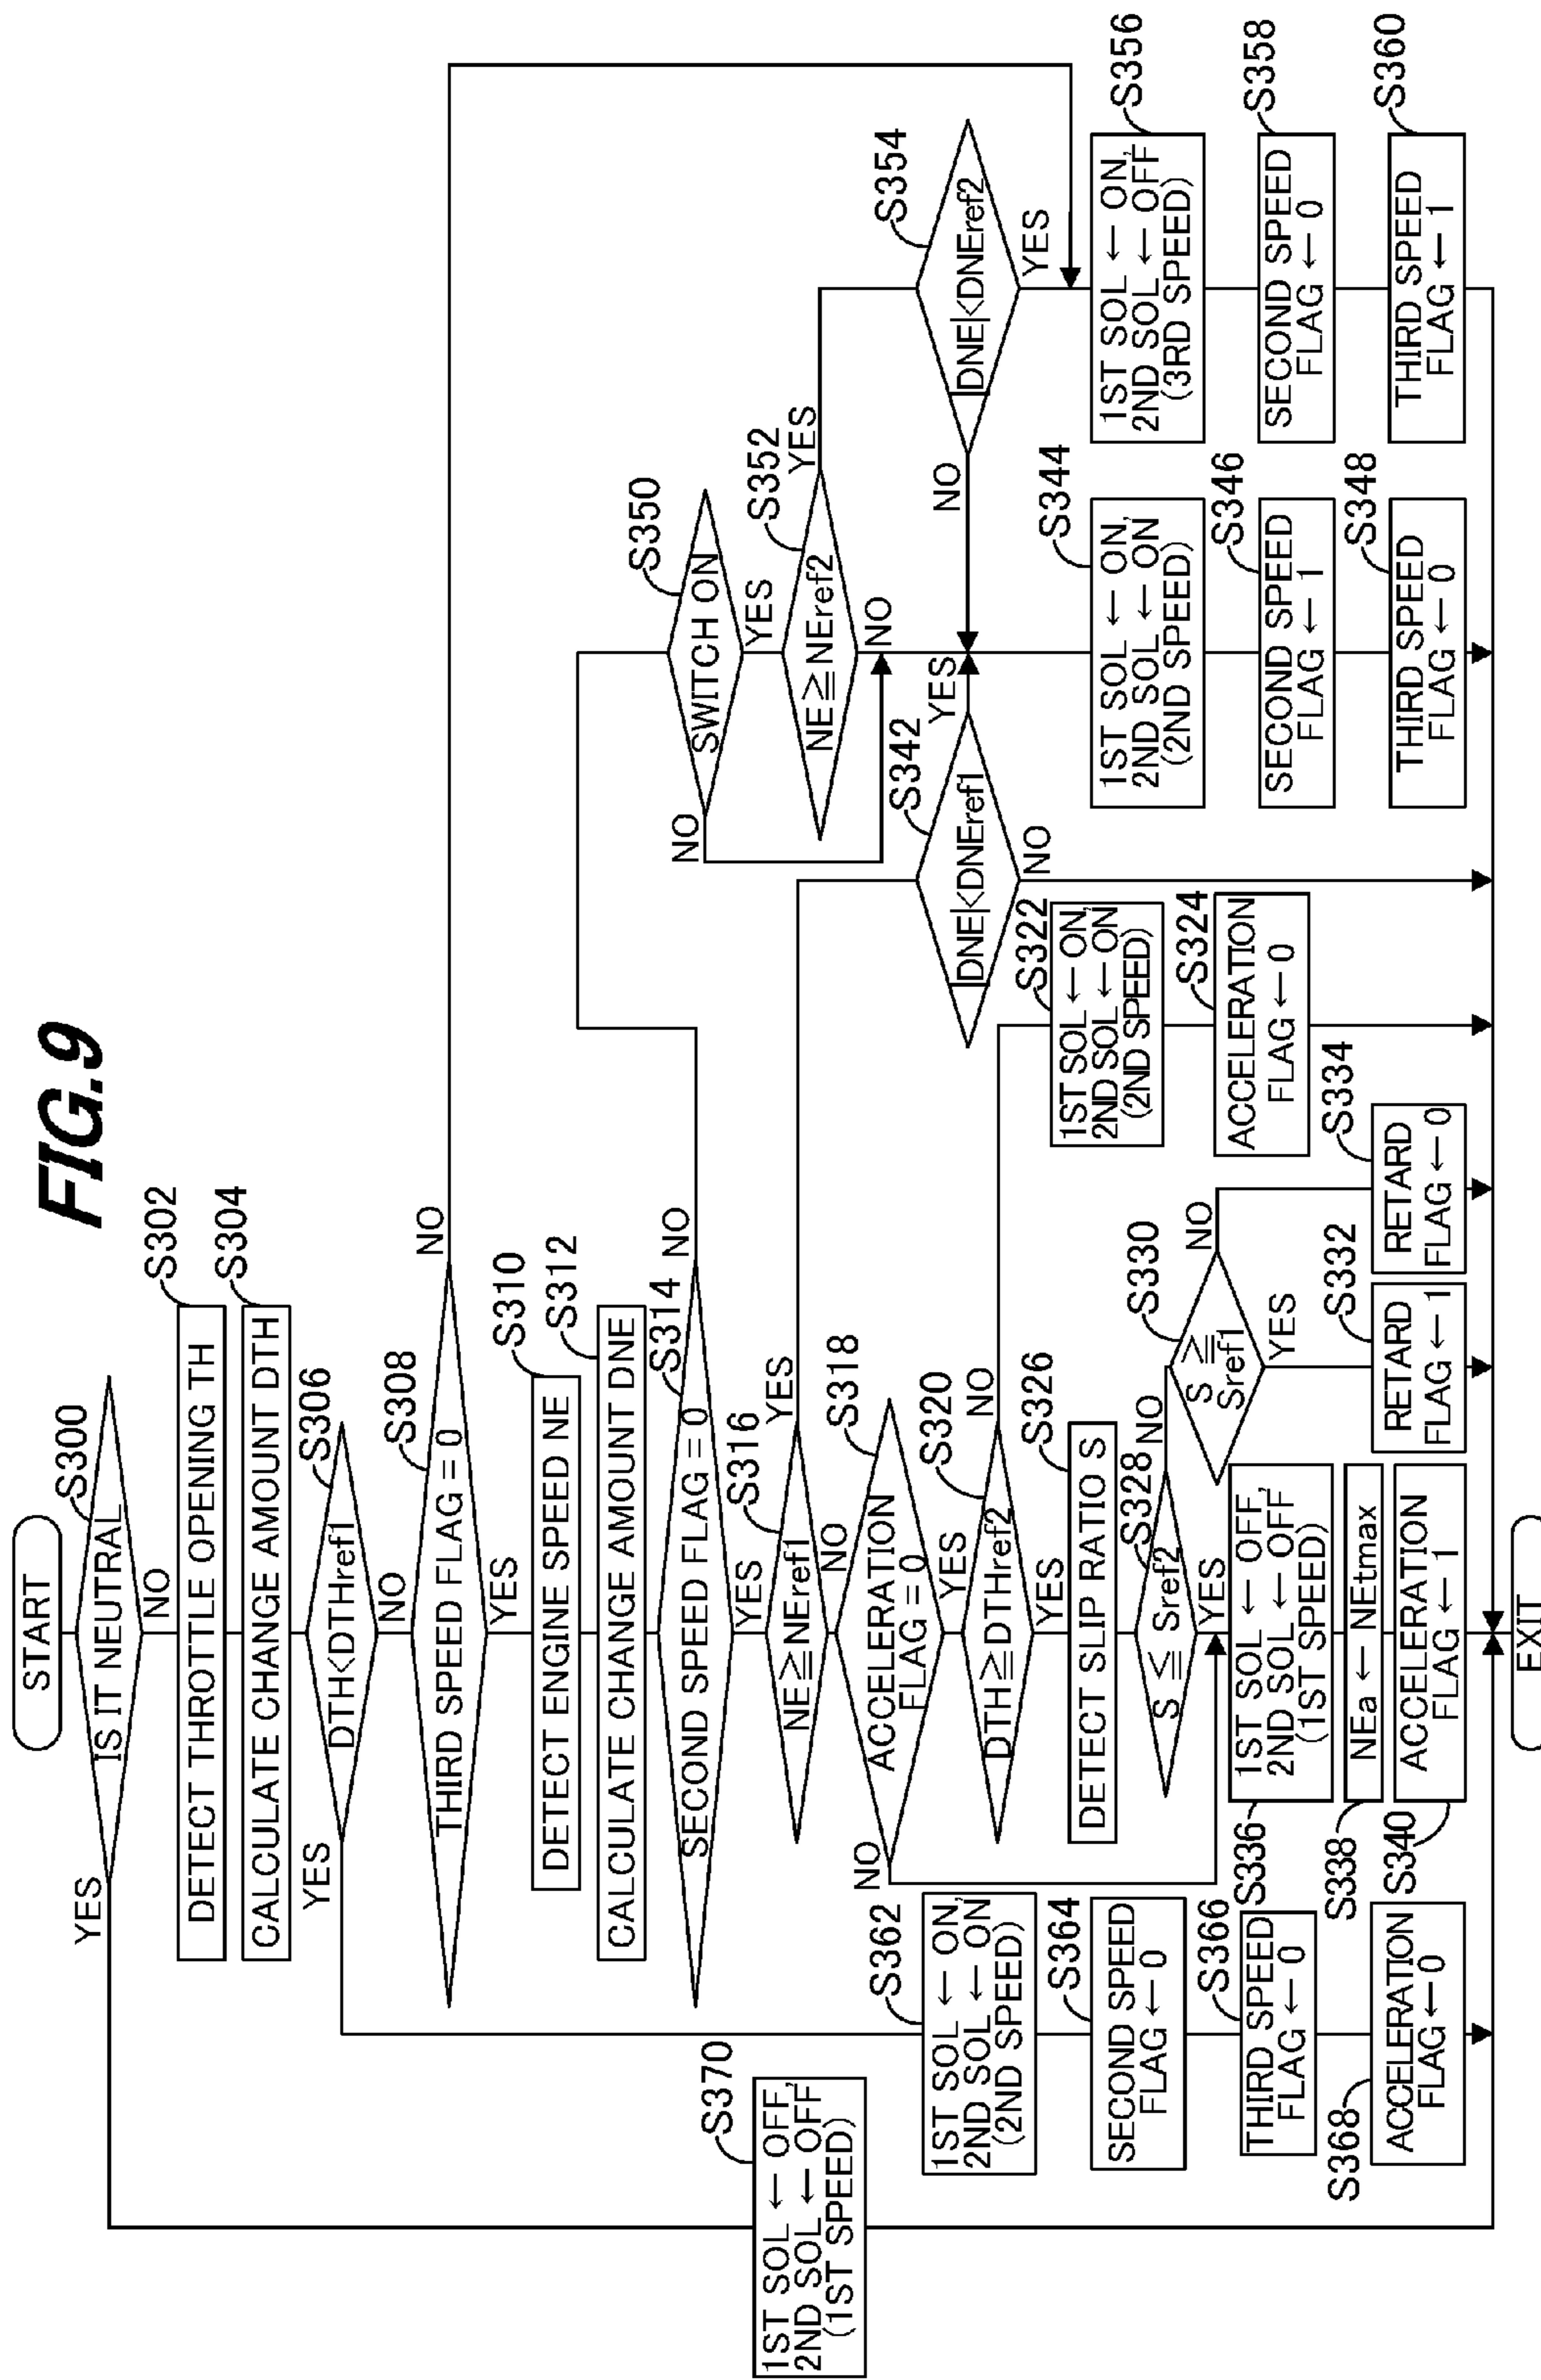 FIG.9
START
S300
IS IT NEUTRAL
YES
NO
S302
DETECT THROTTLE OPENING TH
S304
CALCULATE CHANGE AMOUNT DTH
S306
DTH<DTHref1
YES
NO
S308
THIRD SPEED FLAG = 0
NO
YES
S310
DETECT ENGINE SPEED NE
S312
CALCULATE CHANGE AMOUNT DNE
S314
SECOND SPEED FLAG = 0
NO
YES
S316
NE≧NEref1
YES
NO
S318
ACCELERATION
FLAG = 0
NO
YES
S320
DTH≧DTHref2
NO
YES
S326
DETECT SLIP RATIO S
S328
S ≦ Sref2
NO
YES
S330
S ≧
Sref1
NO
YES
S332
RETARD
FLAG ← 1
S334
RETARD
FLAG ← 0
S336
1ST SOL ← OFF,
2ND SOL ← OFF
(1ST SPEED)
S338
NEa ← NEtmax
S340
ACCELERATION
FLAG ← 1
S322
1ST SOL ← ON,
2ND SOL ← ON
(2ND SPEED)
S324
ACCELERATION
FLAG ← 0
S342
|DNE|<DNEref1
YES
NO
S350
SWITCH ON
NO
YES
S352
NE≧NEref2
YES
NO
S354
|DNE|<DNEref2
NO
YES
S344
1ST SOL ← ON,
2ND SOL ← ON
(2ND SPEED)
S346
SECOND SPEED
FLAG ← 1
S348
THIRD SPEED
FLAG ← 0
S356
1ST SOL ← ON,
2ND SOL ← OFF
(3RD SPEED)
S358
SECOND SPEED
FLAG ← 0
S360
THIRD SPEED
FLAG ← 1
S362
1ST SOL ← ON,
2ND SOL ← ON
(2ND SPEED)
S364
SECOND SPEED
FLAG ← 0
S366
THIRD SPEED
FLAG ← 0
S368
ACCELERATION
FLAG ← 0
S370
1ST SOL ← OFF,
2ND SOL ← OFF
(1ST SPEED)
EXIT